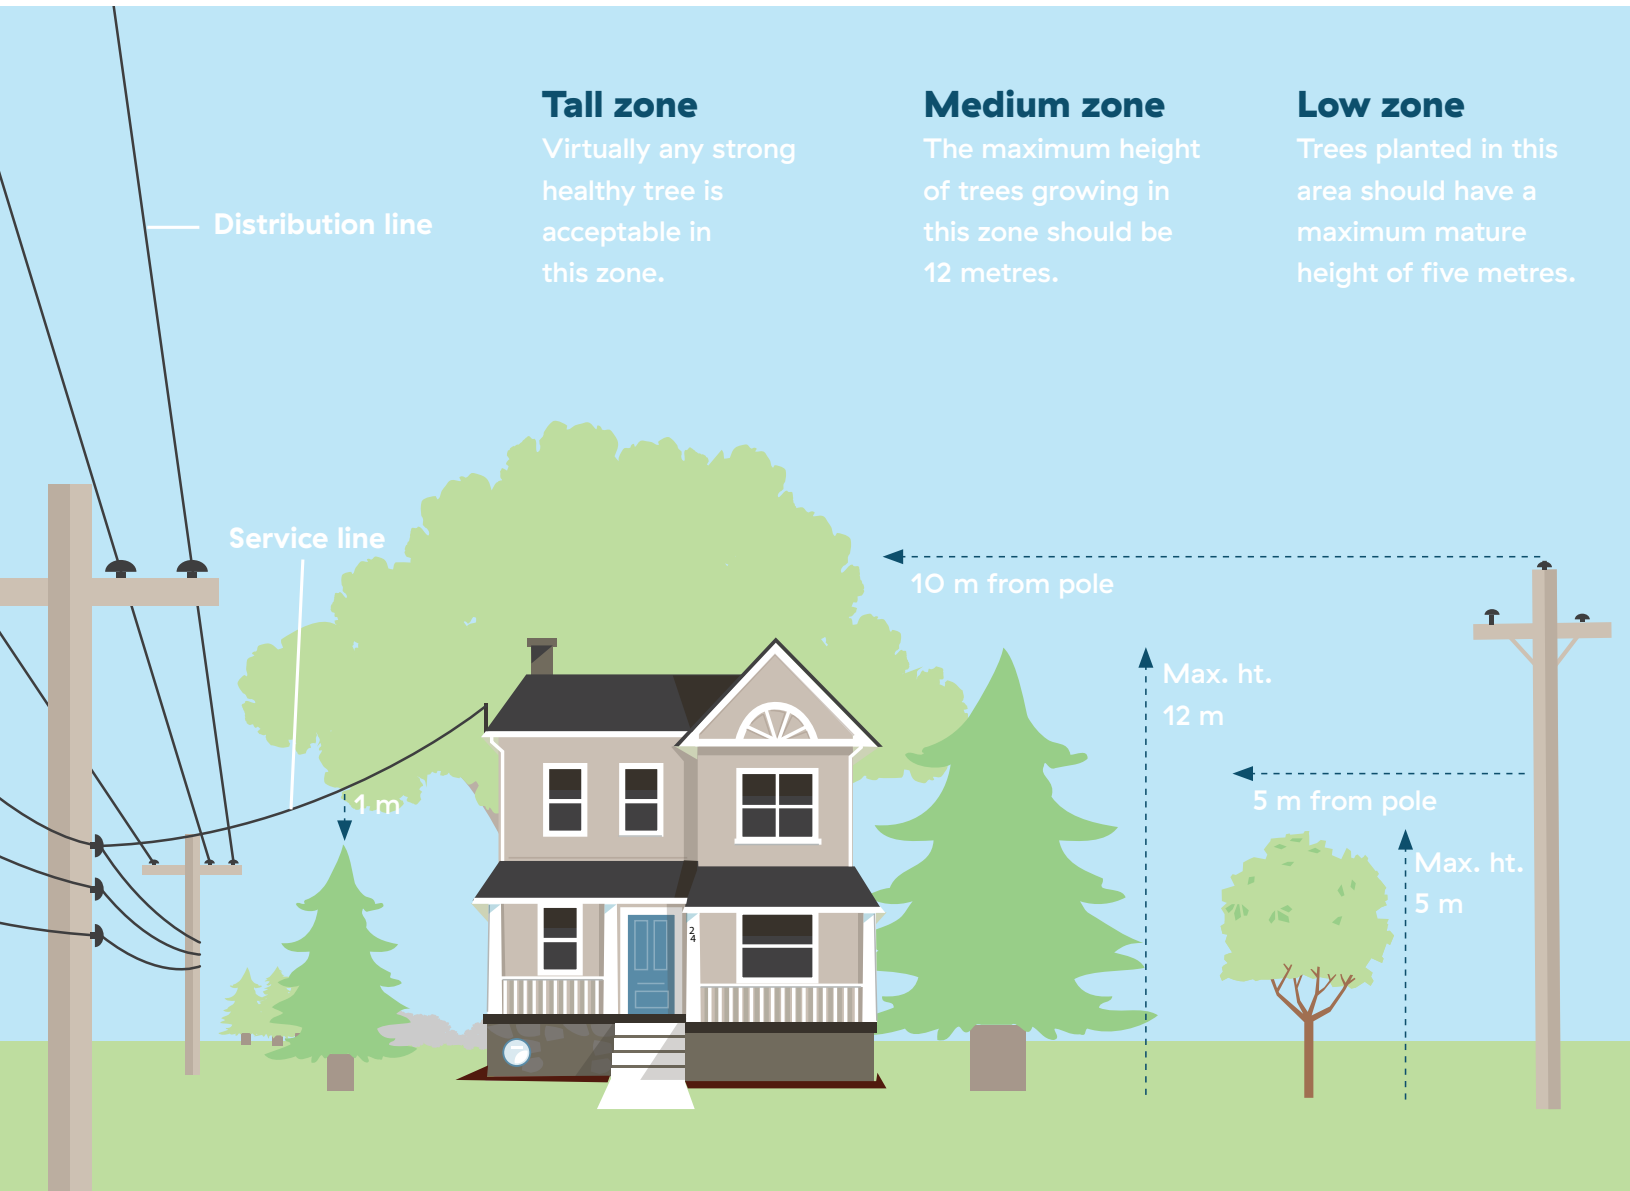 Tall zone
Virtually any strong
healthy tree is
acceptable in
this zone.
Medium zone
The maximum height
of trees growing in
this zone should be
12 metres.
Low zone
Trees planted in this
area should have a
maximum mature
height of five metres.
Distribution line
Service line
10 m from pole
Max. ht.
12 m
5 m from pole
1 m
Max. ht.
5 m
2
4